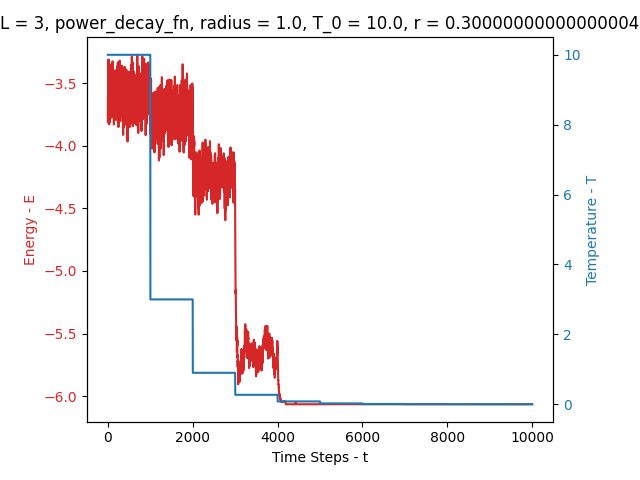 L = 3, power_decay_fn, radius = 1.0, T_0 = 10.0, r = 0.30000000000000004
−3.5
−4.0
−4.5
−5.0
−5.5
−6.0
Energy - E
10
8
6
4
2
0
Temperature - T
0 2000 4000 6000 8000 10000
Time Steps - t